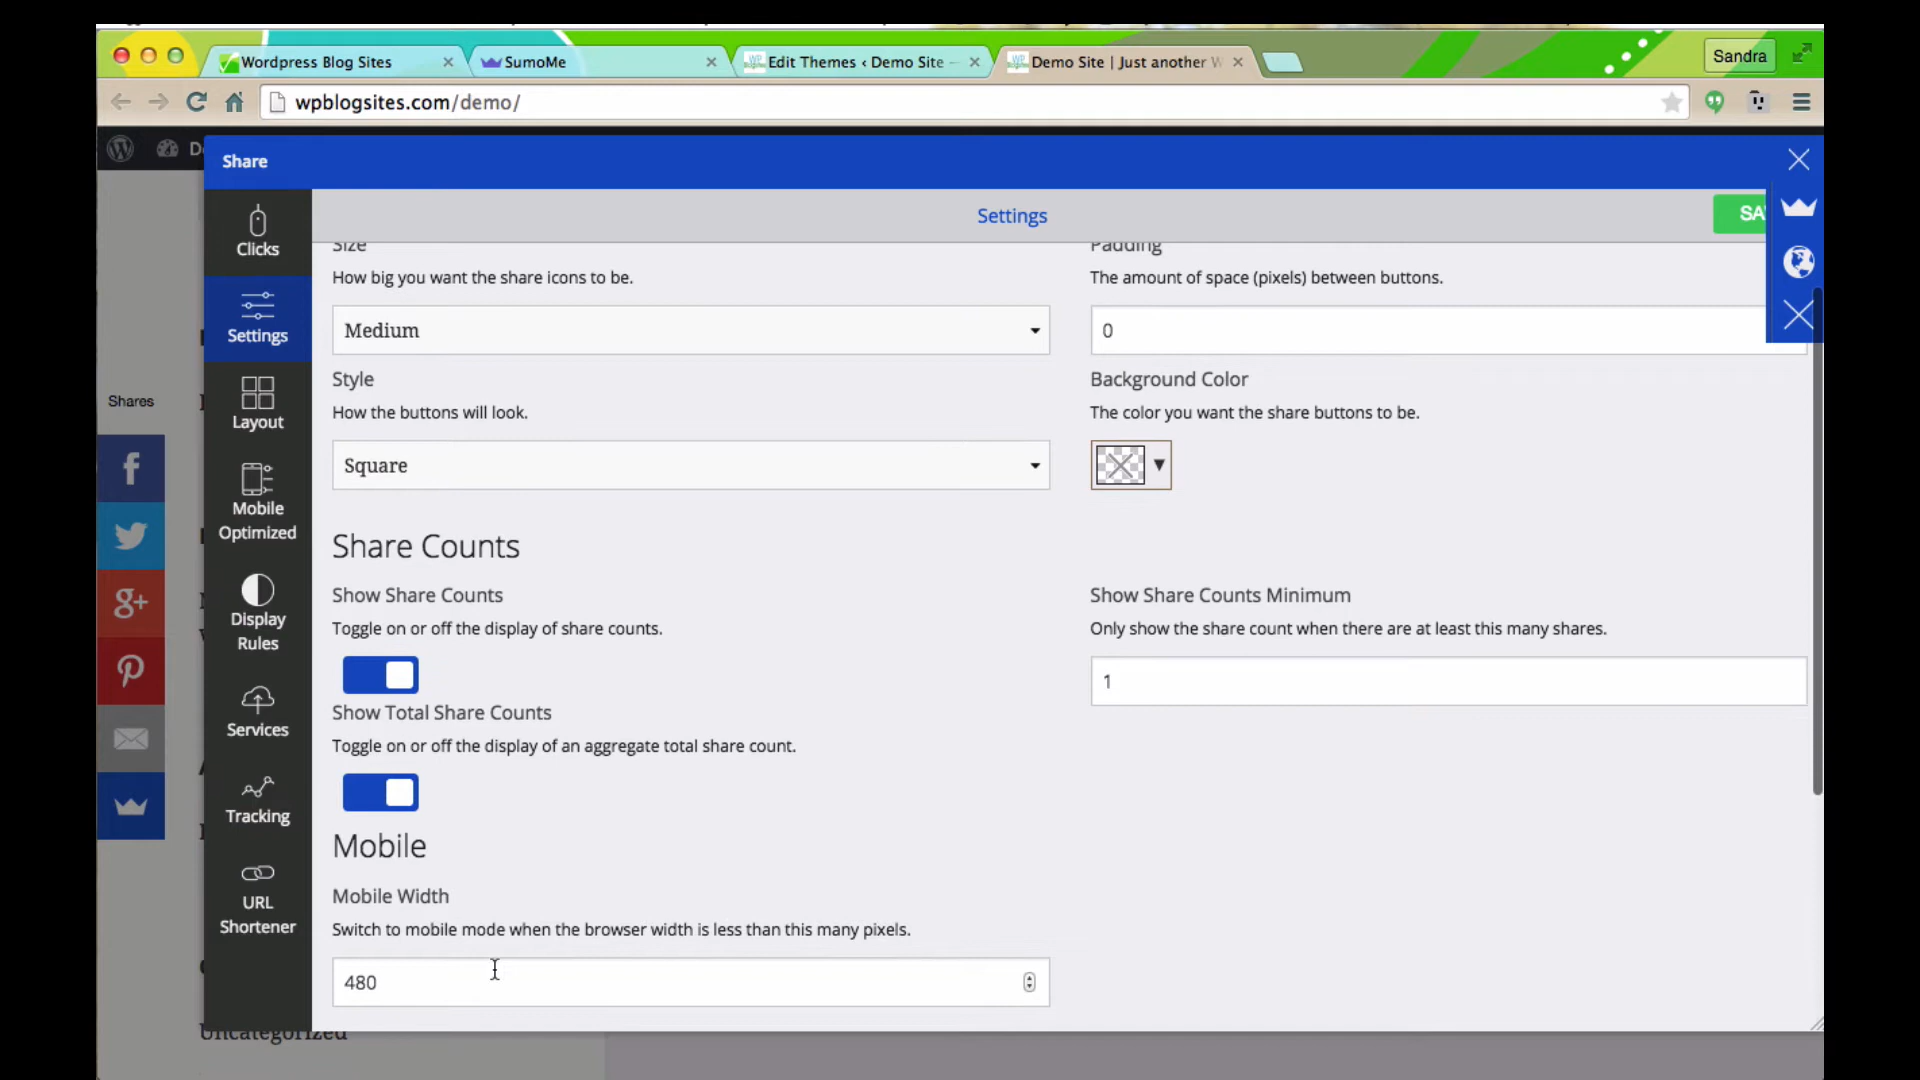 Wordpress Blog Sites
SumoMe
Edit Themes ‹ Demo Site —
Demo Site | Just another W
Sandra
wpblogsites.com/demo/
Share
Settings
Clicks
Settings
Layout
Mobile
Optimized
Display
Rules
Services
Tracking
URL
Shortener
Shares
g+
Size
How big you want the share icons to be.
Medium
Padding
The amount of space (pixels) between buttons.
0
Style
How the buttons will look.
Square
Background Color
The color you want the share buttons to be.
Share Counts
Show Share Counts
Toggle on or off the display of share counts.
Show Share Counts Minimum
Only show the share count when there are at least this many shares.
1
Show Total Share Counts
Toggle on or off the display of an aggregate total share count.
Mobile
Mobile Width
Switch to mobile mode when the browser width is less than this many pixels.
480
Uncategorized